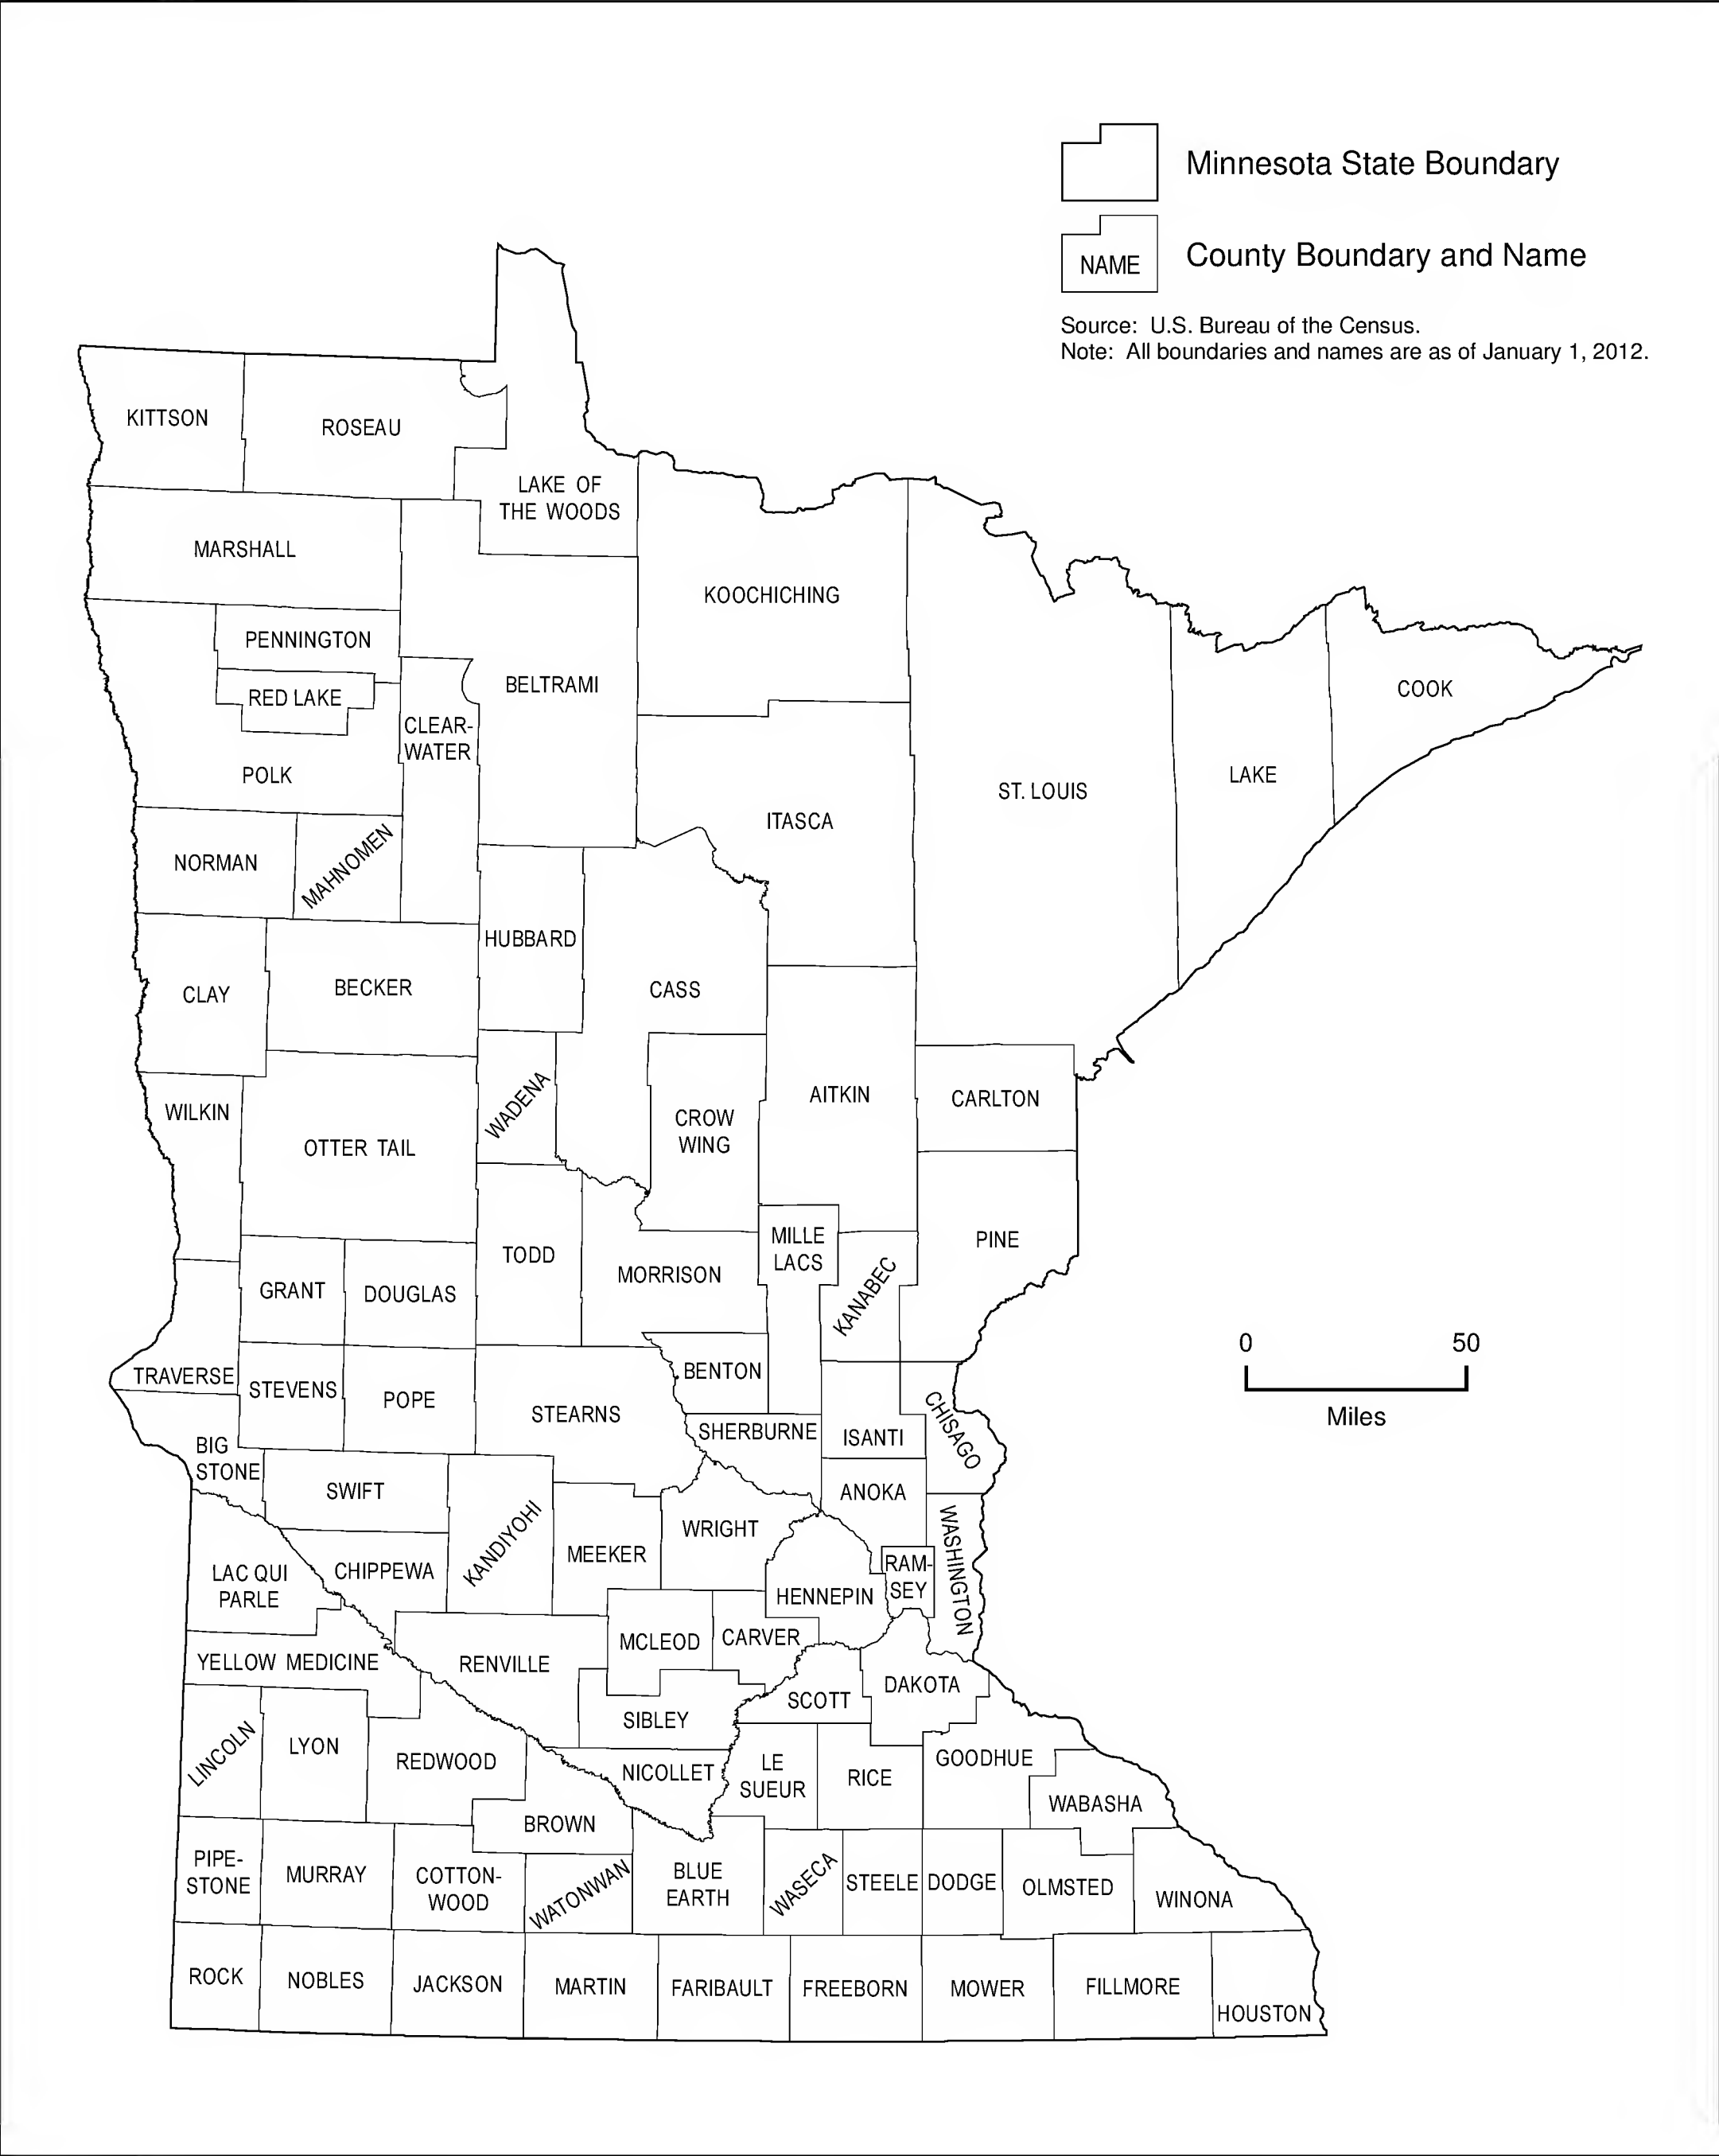 Minnesota State Boundary
NAME
County Boundary and Name
Source: U.S. Bureau of the Census.
Note: All boundaries and names are as of January 1, 2012.
KITTSON
ROSEAU
LAKE OF
THE WOODS
MARSHALL
KOOCHICHING
PENNINGTON
BELTRAMI
RED LAKE
COOK
CLEAR-
WATER
POLK
LAKE
ST. LOUIS
ITASCA
NORMAN
MAHNOMEN
HUBBARD
CLAY
BECKER
CASS
WILKIN
WADENA
AITKIN
CARLTON
CROW
WING
OTTER TAIL
MILLE
LACS
PINE
TODD
MORRISON
GRANT
DOUGLAS
KANABEC
0 50
Miles
TRAVERSE
STEVENS
POPE
BENTON
STEARNS
SHERBURNE
ISANTI
CHISAGO
BIG
STONE
SWIFT
ANOKA
WRIGHT
KANDIYOHI
MEEKER
WASHINGTON
LAC QUI
PARLE
CHIPPEWA
RAM-
SEY
HENNEPIN
MCLEOD
CARVER
YELLOW MEDICINE
RENVILLE
DAKOTA
SCOTT
SIBLEY
LINCOLN
LYON
REDWOOD
NICOLLET
LE
SUEUR
RICE
GOODHUE
WABASHA
BROWN
PIPE-
STONE
MURRAY
COTTON-
WOOD
WATONWAN
BLUE
EARTH
WASECA
STEELE
DODGE
OLMSTED
WINONA
ROCK
NOBLES
JACKSON
MARTIN
FARIBAULT
FREEBORN
MOWER
FILLMORE
HOUSTON